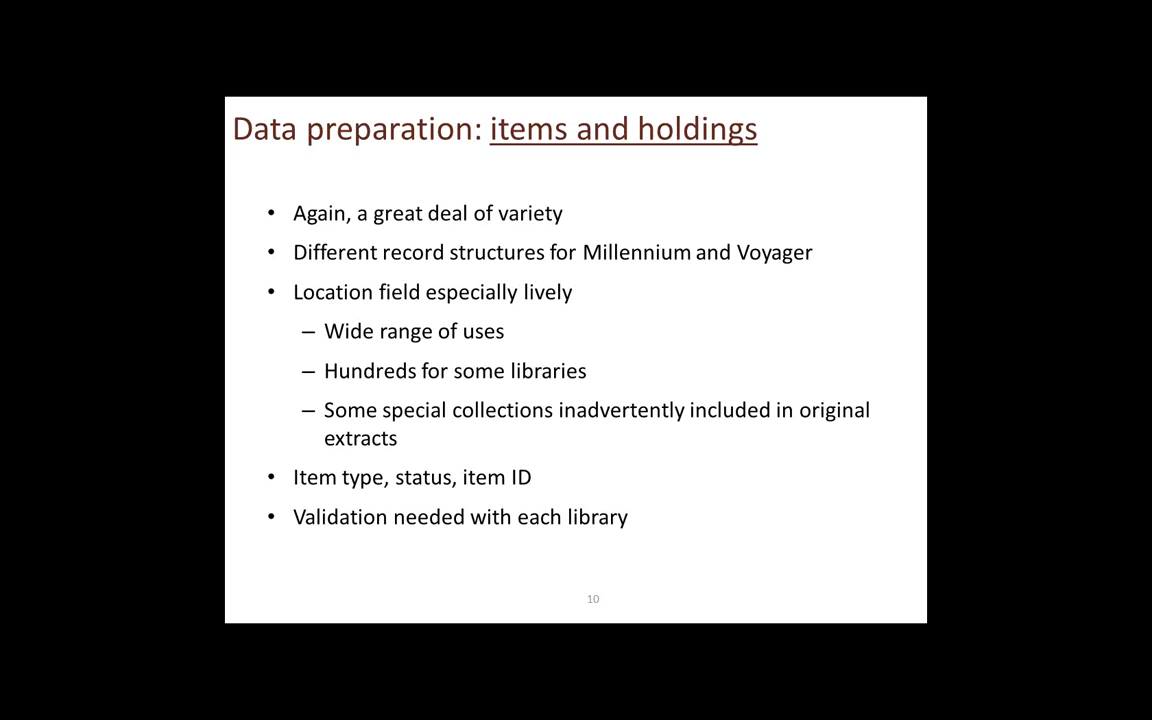 Data preparation: items and holdings
• Again, a great deal of variety
• Different record structures for Millennium and Voyager
• Location field especially lively
– Wide range of uses
– Hundreds for some libraries
– Some special collections inadvertently included in original
extracts
• Item type, status, item ID
• Validation needed with each library
10